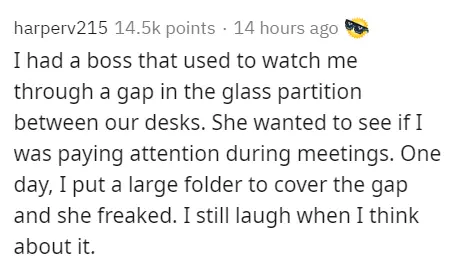 harperv215 14.5k points · 14 hours ago
I had a boss that used to watch me
through a gap in the glass partition
between our desks. She wanted to see if I
was paying attention during meetings. One
day, I put a large folder to cover the gap
and she freaked. I still laugh when I think
about it.